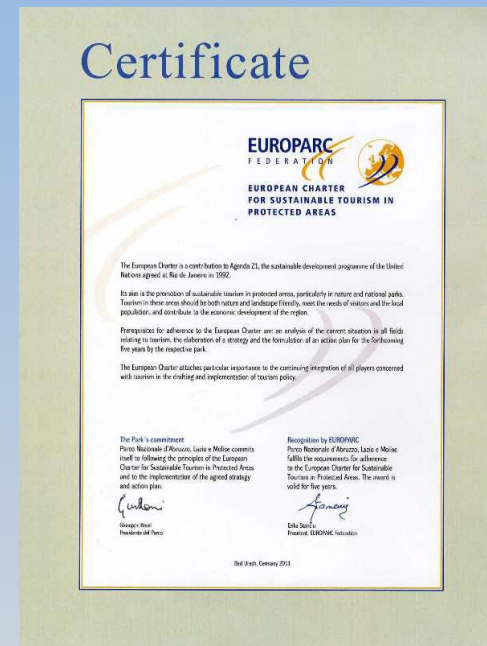 Certificate
EUROPARC
FEDERATION
EUROPEAN CHARTER
FOR SUSTAINABLE TOURISM IN
PROTECTED AREAS
The European Charter is a contribution to Agenda 21, the sustainable development programme of the United
Nations agreed at Rio de Janeiro in 1992.
Its aim is the promotion of sustainable tourism in protected areas, particularly in nature and national parks.
Tourism in these areas should be both nature and landscape friendly, meet the needs of visitors and the local
population, and contribute to the economic development of the region.
Prerequisites for adherence to the European Charter are: an analysis of the current situation in all fields
relating to tourism, the elaboration of a strategy and the formulation of an action plan for the forthcoming
five years by the respective park.
The European Charter attaches particular importance to the continuing integration of all players concerned
with tourism in the drafting and implementation of tourism policy.
The Park's commitment
Parco Nazionale d'Abruzzo, Lazio e Molise commits
itself to following the principles of the European
Charter for Sustainable Tourism in Protected Areas
and to the implementation of the agreed strategy
and action plan.
Giuseppe Rossi
Presidente del Parco
Recognition by EUROPARC
Parco Nazionale d'Abruzzo, Lazio e Molise
fulfils the requirements for adherence
to the European Charter for Sustainable
Tourism in Protected Areas. The award is
valid for five years.
Erika Stanciu
President, EUROPARC Federation
Bad Urach, Germany 2011